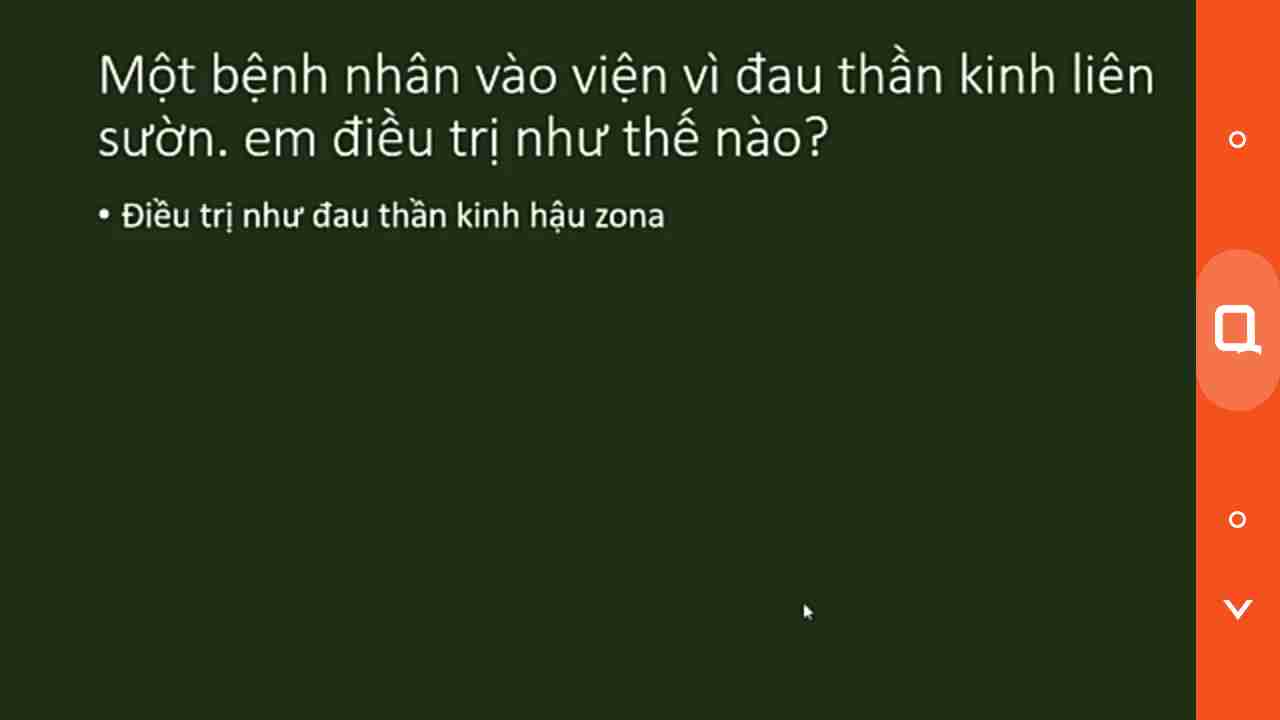 Một bệnh nhân vào viện vì đau thần kinh liên
sườn. em điều trị như thế nào?
• Điều trị như đau thần kinh hậu zona